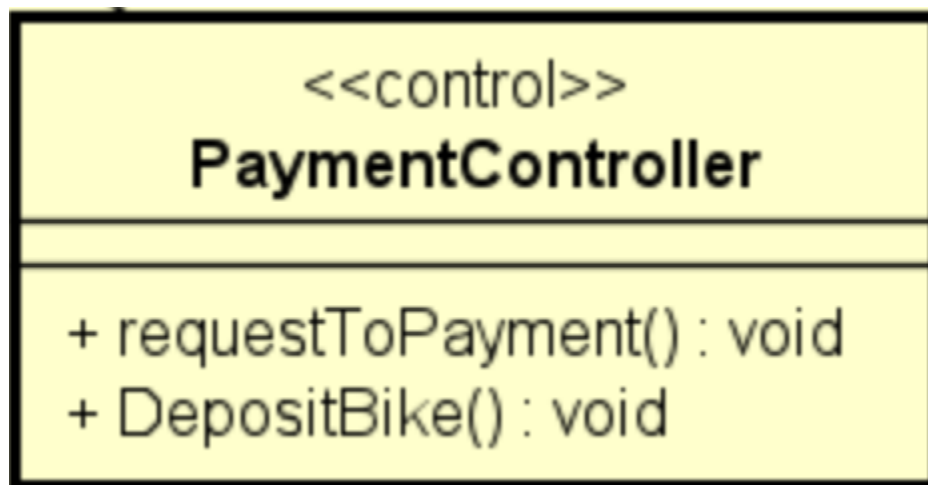 <<control>>
PaymentController
+ requestToPayment() : void
+ DepositBike() : void